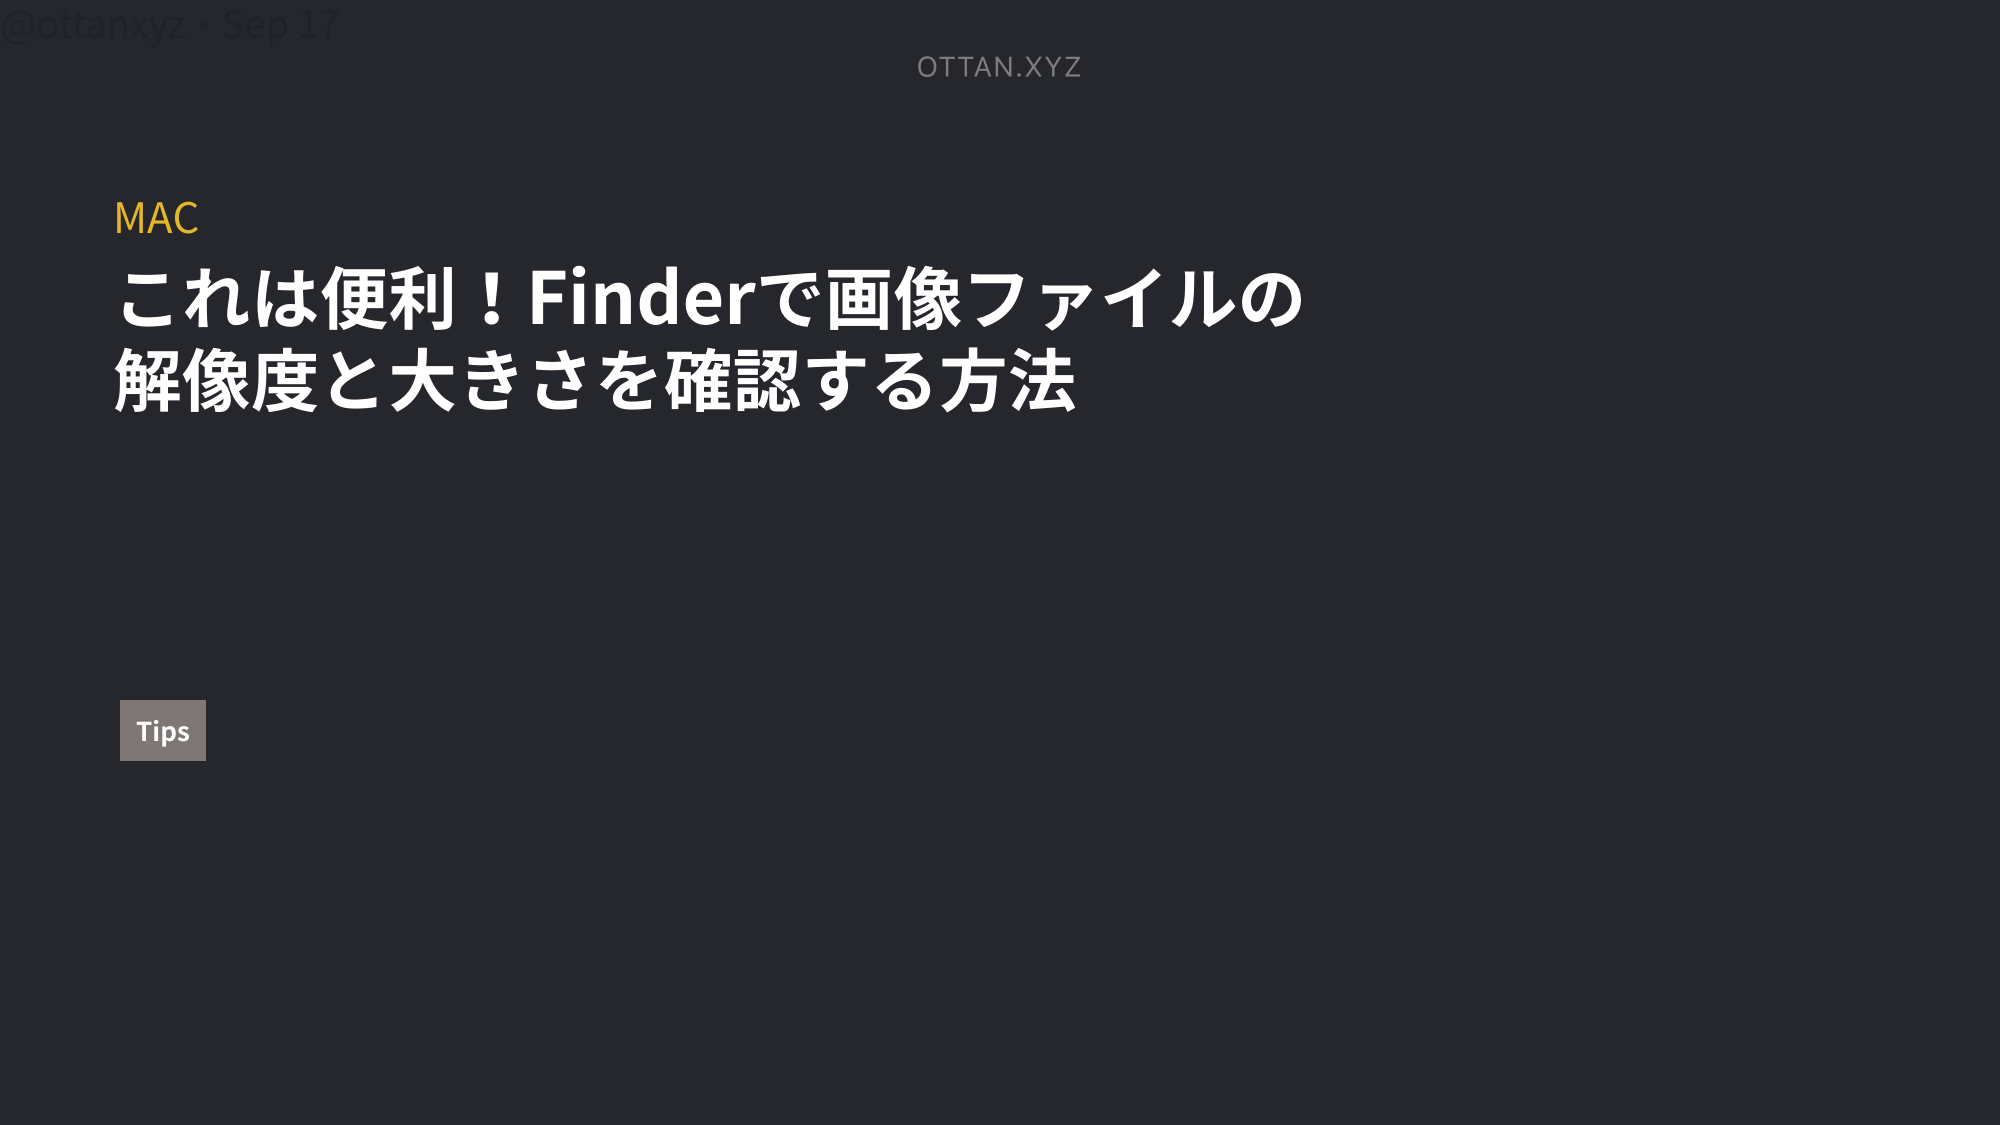 @ottanxyz・Sep 17
OTTAN.XYZ
MAC
これは便利！Finderで画像ファイルの
解像度と大きさを確認する方法
Tips